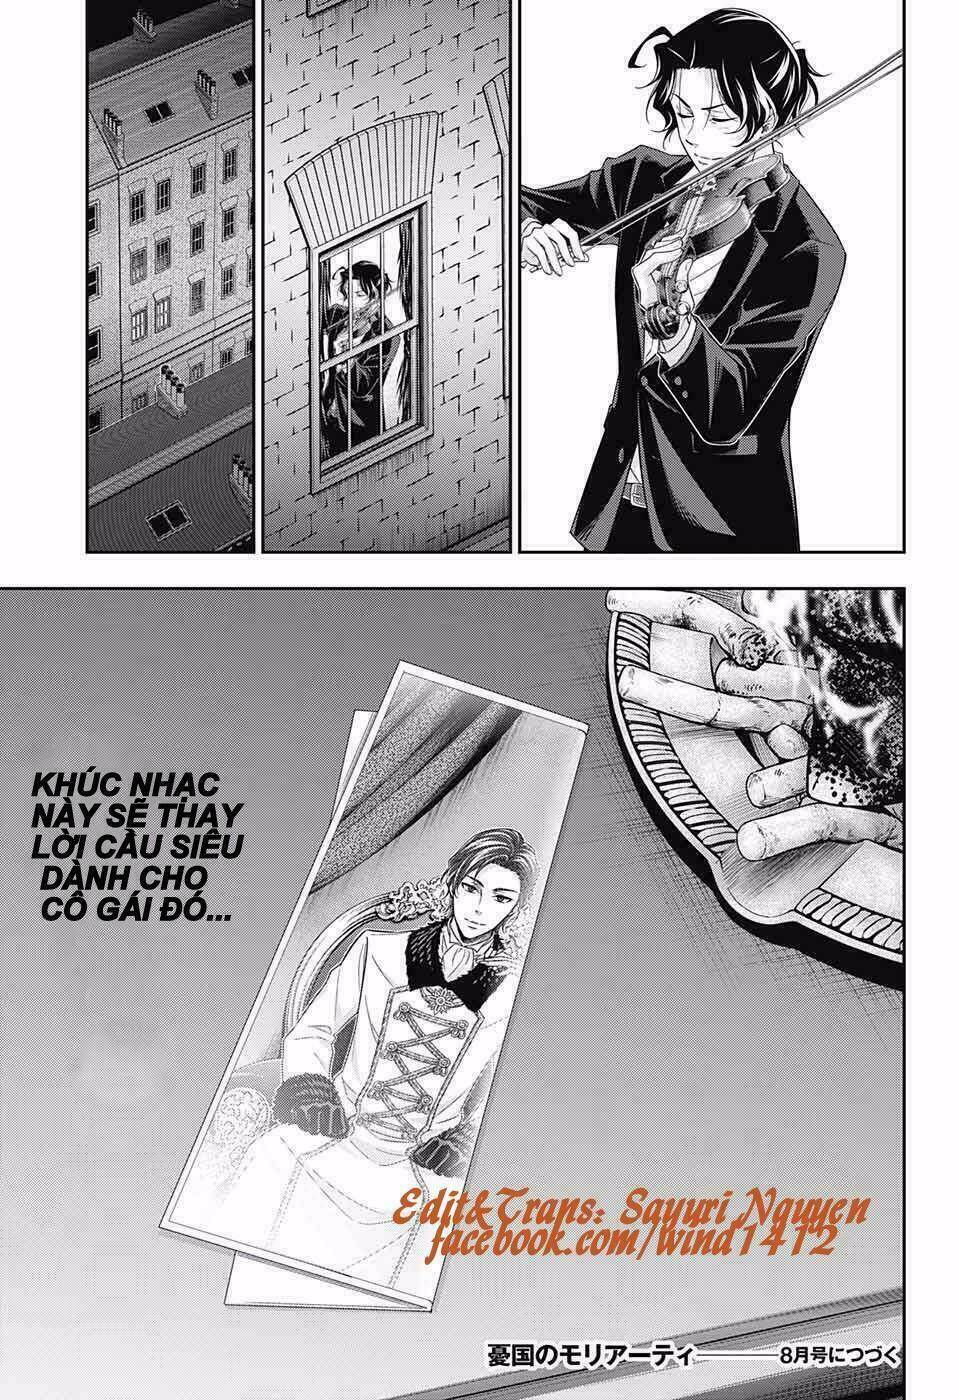 KHÚC NHẠC
NÀY SẼ THAY
LỜI CẦU SIÊU
DÀNH CHO
CÔ GÁI ĐÓ...
Edit&Trans: Sayuri Nguyen
facebook.com/wind1412
憂国のモリアーティ――――8月号につづく